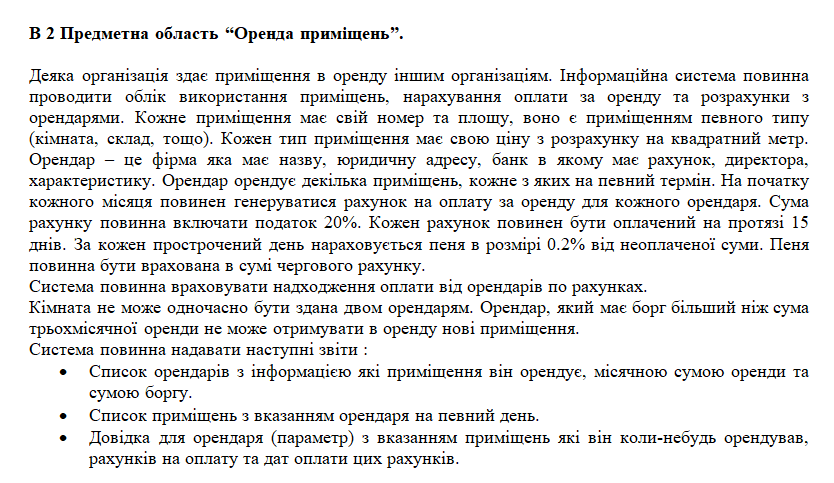 В 2 Предметна область “Оренда приміщень”.
Деяка організація здає приміщення в оренду іншим організаціям. Інформаційна система повинна
проводити облік використання приміщень, нарахування оплати за оренду та розрахунки з
орендарями. Кожне приміщення має свій номер та площу, воно є приміщенням певного типу
(кімната, склад, тощо). Кожен тип приміщення має свою ціну з розрахунку на квадратний метр.
Орендар – це фірма яка має назву, юридичну адресу, банк в якому має рахунок, директора,
характеристику. Орендар орендує декілька приміщень, кожне з яких на певний термін. На початку
кожного місяця повинен генеруватися рахунок на оплату за оренду для кожного орендаря. Сума
рахунку повинна включати податок 20%. Кожен рахунок повинен бути оплачений на протязі 15
днів. За кожен прострочений день нараховується пеня в розмірі 0.2% від неоплаченої суми. Пеня
повинна бути врахована в сумі чергового рахунку.
Система повинна враховувати надходження оплати від орендарів по рахунках.
Кімната не може одночасно бути здана двом орендарям. Орендар, який має борг більший ніж сума
трьохмісячної оренди не може отримувати в оренду нові приміщення.
Система повинна надавати наступні звіти :
• Список орендарів з інформацією які приміщення він орендує, місячною сумою оренди та
сумою боргу.
• Список приміщень з вказанням орендаря на певний день.
• Довідка для орендаря (параметр) з вказанням приміщень які він коли-небудь орендував,
рахунків на оплату та дат оплати цих рахунків.